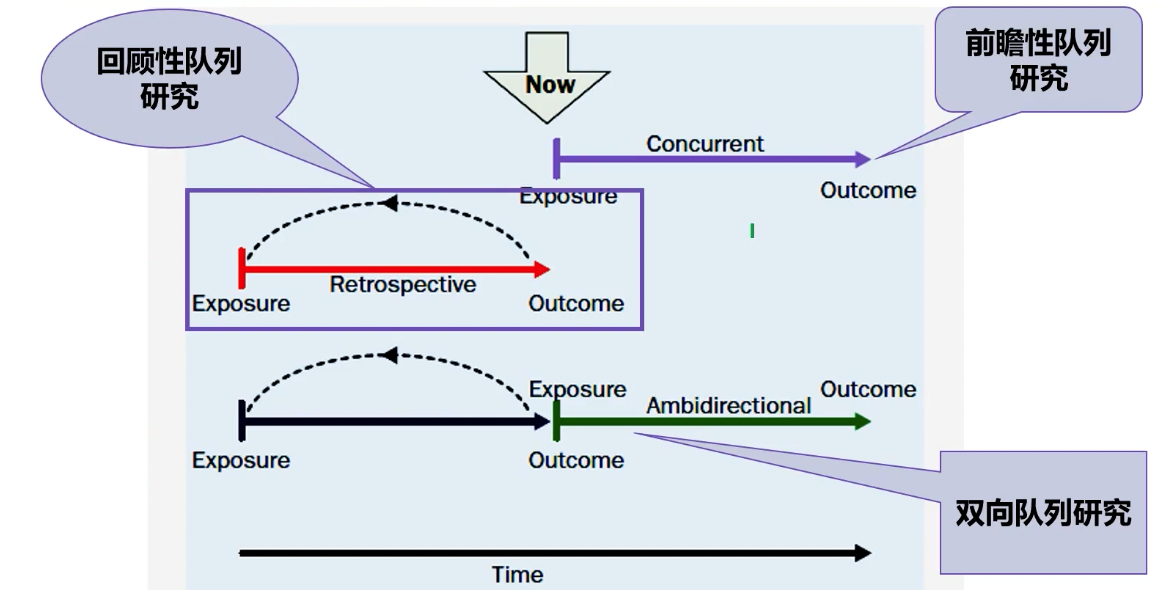 回顾性队列
研究
Now
前瞻性队列
研究
Concurrent
Exposure
Outcome
Retrospective
Exposure
Outcome
Exposure
Outcome
Ambidirectional
Exposure
Outcome
双向队列研究
Time